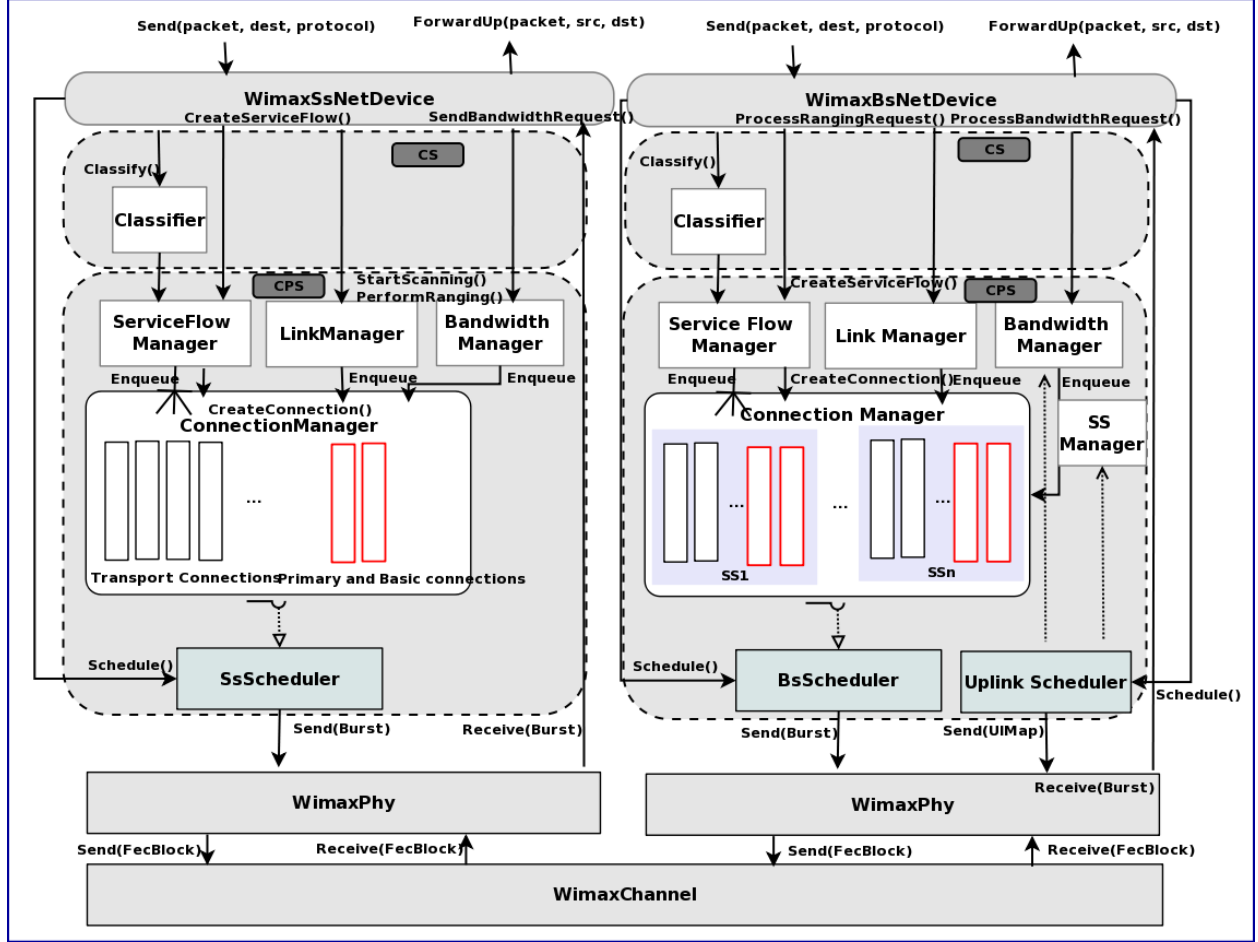 Send(packet, dest, protocol)
ForwardUp(packet, src, dst)
WimaxSsNetDevice
CreateServiceFlow()
SendBandwidthRequest()
CS
Classify()
Classifier
CPS
StartScanning()
PerformRanging()
ServiceFlow
Manager
LinkManager
Bandwidth
Manager
Enqueue
Enqueue
Enqueue
CreateConnection()
ConnectionManager
...
Transport Connections
Primary and Basic connections
Schedule()
SsScheduler
Send(Burst)
Receive(Burst)
WimaxPhy
Send(FecBlock)
Receive(FecBlock)
Send(packet, dest, protocol)
ForwardUp(packet, src, dst)
WimaxBsNetDevice
ProcessRangingRequest()
ProcessBandwidthRequest()
CS
Classify()
Classifier
CreateServiceFlow()
CPS
Service Flow
Manager
Link Manager
Bandwidth
Manager
Enqueue
CreateConnection()
Enqueue
Enqueue
SS
Manager
Connection Manager
...
...
...
SS1
SSn
Schedule()
BsScheduler
Uplink Scheduler
Schedule()
Send(Burst)
Send(UlMap)
Receive(Burst)
WimaxPhy
Send(FecBlock)
Receive(FecBlock)
WimaxChannel